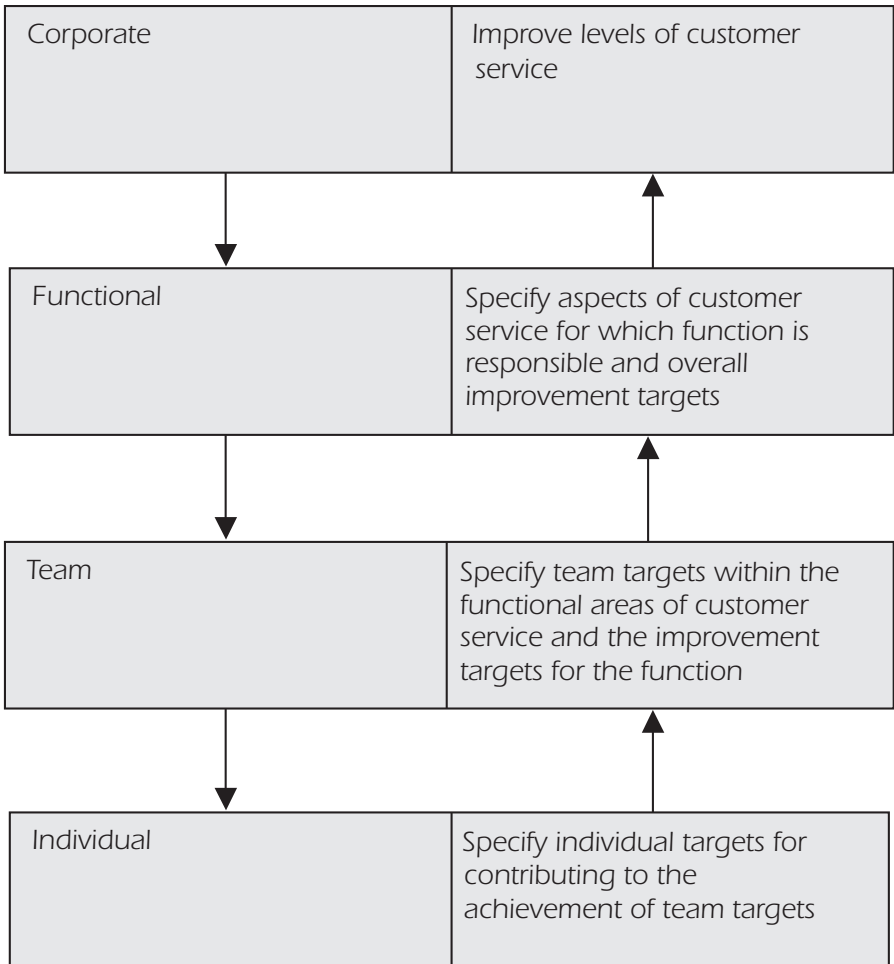 Corporate
Improve levels of customer
service
Functional
Specify aspects of customer
service for which function is
responsible and overall
improvement targets
Team
Specify team targets within the
functional areas of customer
service and the improvement
targets for the function
Individual
Specify individual targets for
contributing to the
achievement of team targets